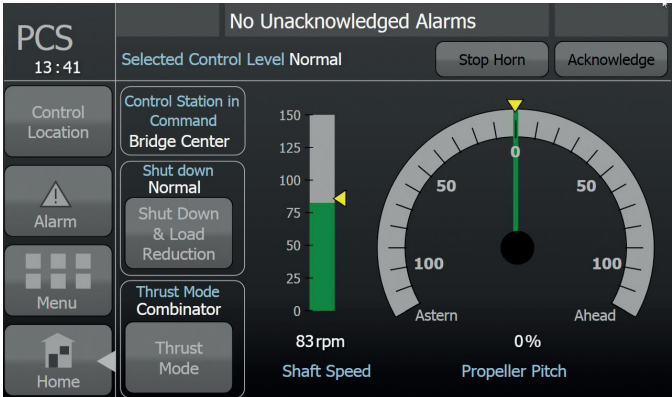 PCS
13:41
No Unacknowledged Alarms
Selected Control Level Normal
Stop Horn
Acknowledge
Control
Location
Alarm
Menu
Home
Control Station in
Command
Bridge Center
Shut down
Normal
Shut Down
& Load
Reduction
Thrust Mode
Combinator
Thrust
Mode
150
125
100
75
50
25
0
83 rpm
Shaft Speed
0
50
50
100
100
Astern
Ahead
0%
Propeller Pitch